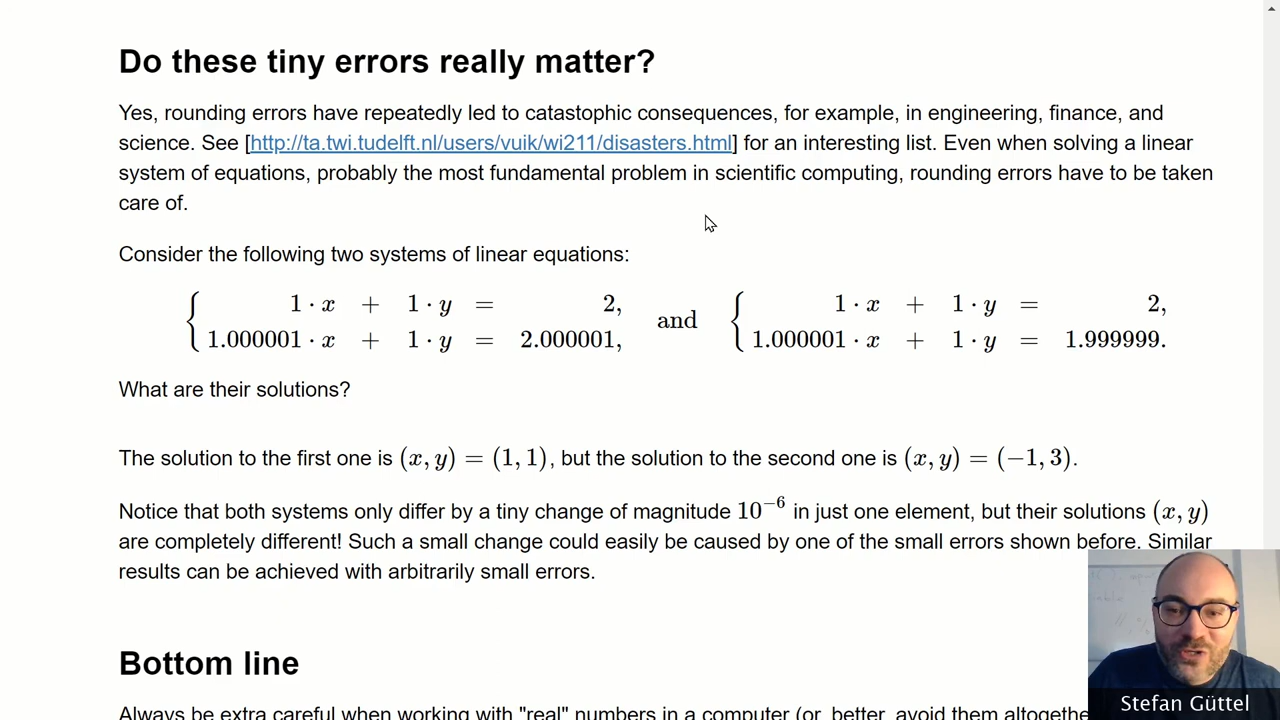 Do these tiny errors really matter?
Yes, rounding errors have repeatedly led to catastophic consequences, for example, in engineering, finance, and
science. See [http://ta.twi.tudelft.nl/users/vuik/wi211/disasters.html] for an interesting list. Even when solving a linear
system of equations, probably the most fundamental problem in scientific computing, rounding errors have to be taken
care of.
Consider the following two systems of linear equations:
{ 1 · x + 1 · y = 2, and { 1 · x + 1 · y = 2,
1.000001 · x + 1 · y = 2.000001, 1.000001 · x + 1 · y = 1.999999.
What are their solutions?
The solution to the first one is (x, y) = (1, 1), but the solution to the second one is (x, y) = (−1, 3).
Notice that both systems only differ by a tiny change of magnitude 10⁻⁶ in just one element, but their solutions (x, y)
are completely different! Such a small change could easily be caused by one of the small errors shown before. Similar
results can be achieved with arbitrarily small errors.
Bottom line
Always be extra careful when working with "real" numbers in a computer (or, better, avoid them altogethe
Stefan Güttel